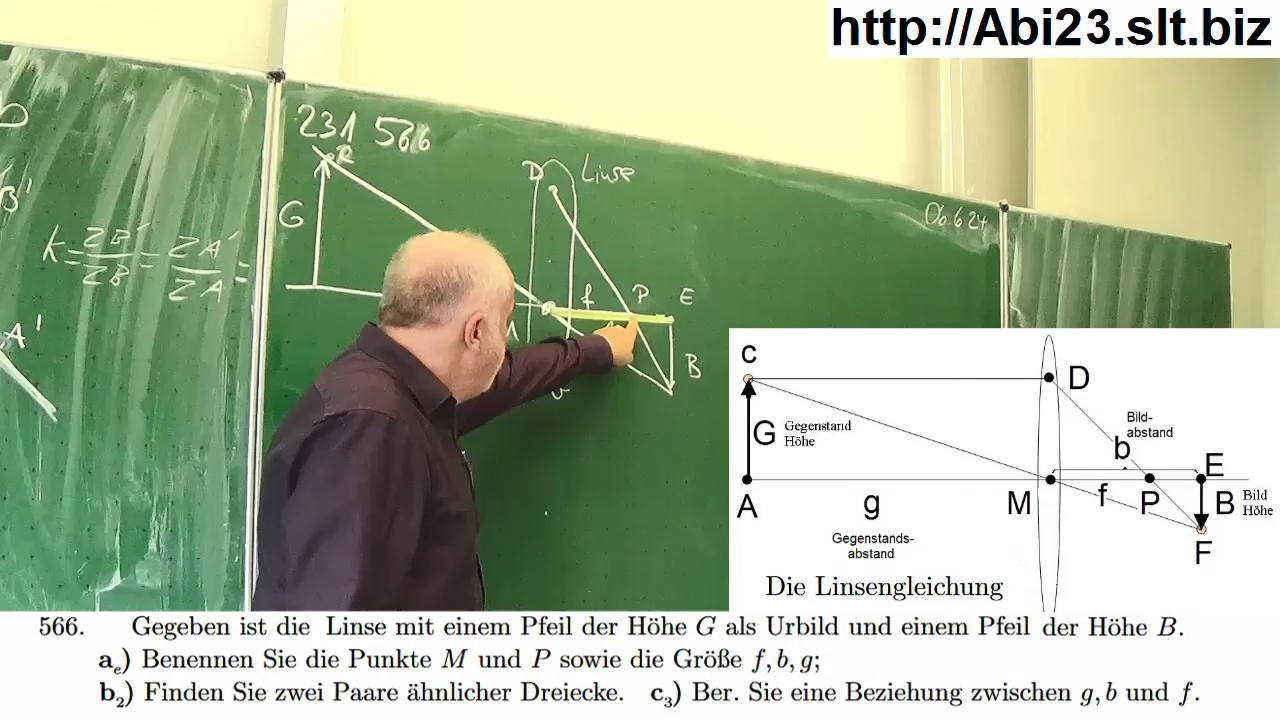 http://Abi23.slt.biz
231 566
R
D Linse
06.6.24
G
B'
K = ZB'/ZB = ZA'/ZA =
f P E
A'
B
C
D
G Gegenstand
Höhe
Bild-
abstand
b
E
A g M f P B Bild
Höhe
Gegenstands-
abstand
F
Die Linsengleichung
566. Gegeben ist die Linse mit einem Pfeil der Höhe G als Urbild und einem Pfeil der Höhe B.
aₑ) Benennen Sie die Punkte M und P sowie die Größe f, b, g;
b₂) Finden Sie zwei Paare ähnlicher Dreiecke. c₃) Ber. Sie eine Beziehung zwischen g, b und f.